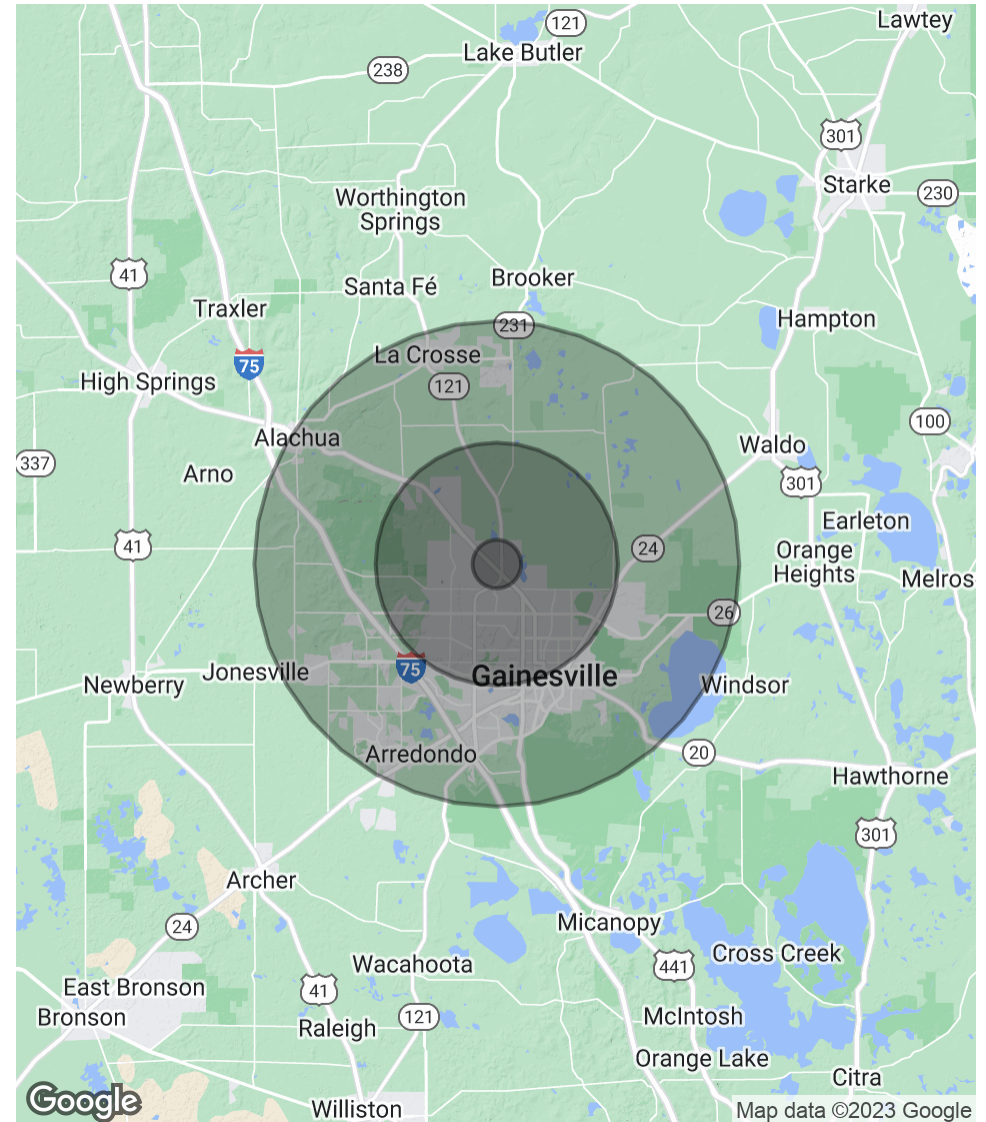 Lawtey
121
Lake Butler
238
301
Starke
230
Worthington
Springs
41
Santa Fé
Brooker
Traxler
231
Hampton
La Crosse
75
High Springs
121
100
Alachua
Waldo
337
Arno
301
Earleton
41
24
Orange
Heights
Melros
26
75
Jonesville
Gainesville
Newberry
Windsor
Arredondo
20
Hawthorne
301
Archer
24
Micanopy
Cross Creek
Wacahoota
441
East Bronson
41
Bronson
121
McIntosh
Raleigh
Orange Lake
Citra
Google
Williston
Map data ©2023 Google